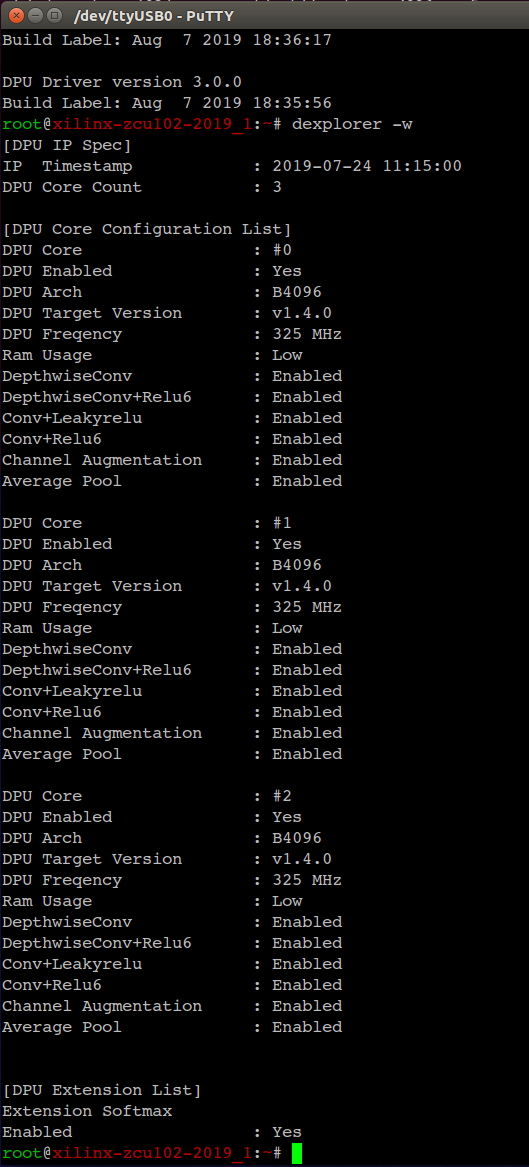 /dev/ttyUSB0 - PuTTY
Build Label: Aug  7 2019 18:36:17
DPU Driver version 3.0.0
Build Label: Aug  7 2019 18:35:56
root@xilinx-zcu102-2019_1:~# dexplorer -w
[DPU IP Spec]
IP  Timestamp            : 2019-07-24 11:15:00
DPU Core Count           : 3
[DPU Core Configuration List]
DPU Core                 : #0
DPU Enabled              : Yes
DPU Arch                 : B4096
DPU Target Version       : v1.4.0
DPU Freqency             : 325 MHz
Ram Usage                : Low
DepthwiseConv            : Enabled
DepthwiseConv+Relu6      : Enabled
Conv+Leakyrelu           : Enabled
Conv+Relu6               : Enabled
Channel Augmentation     : Enabled
Average Pool             : Enabled
DPU Core                 : #1
DPU Enabled              : Yes
DPU Arch                 : B4096
DPU Target Version       : v1.4.0
DPU Freqency             : 325 MHz
Ram Usage                : Low
DepthwiseConv            : Enabled
DepthwiseConv+Relu6      : Enabled
Conv+Leakyrelu           : Enabled
Conv+Relu6               : Enabled
Channel Augmentation     : Enabled
Average Pool             : Enabled
DPU Core                 : #2
DPU Enabled              : Yes
DPU Arch                 : B4096
DPU Target Version       : v1.4.0
DPU Freqency             : 325 MHz
Ram Usage                : Low
DepthwiseConv            : Enabled
DepthwiseConv+Relu6      : Enabled
Conv+Leakyrelu           : Enabled
Conv+Relu6               : Enabled
Channel Augmentation     : Enabled
Average Pool             : Enabled
[DPU Extension List]
Extension Softmax
Enabled                  : Yes
root@xilinx-zcu102-2019_1:~#